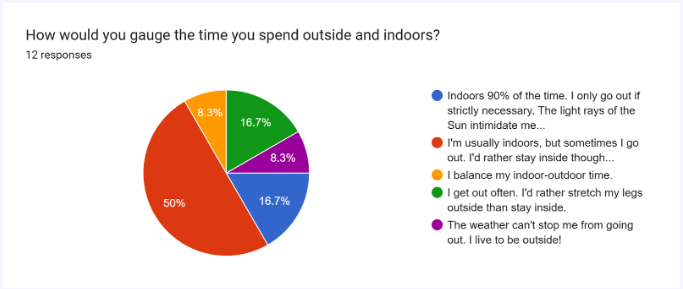 How would you gauge the time you spend outside and indoors?
12 responses
8.3%
16.7%
8.3%
50%
16.7%
Indoors 90% of the time. I only go out if
strictly necessary. The light rays of the
Sun intimidate me...
I'm usually indoors, but sometimes I go
out. I'd rather stay inside though...
I balance my indoor-outdoor time.
I get out often. I'd rather stretch my legs
outside than stay inside.
The weather can't stop me from going
out. I live to be outside!